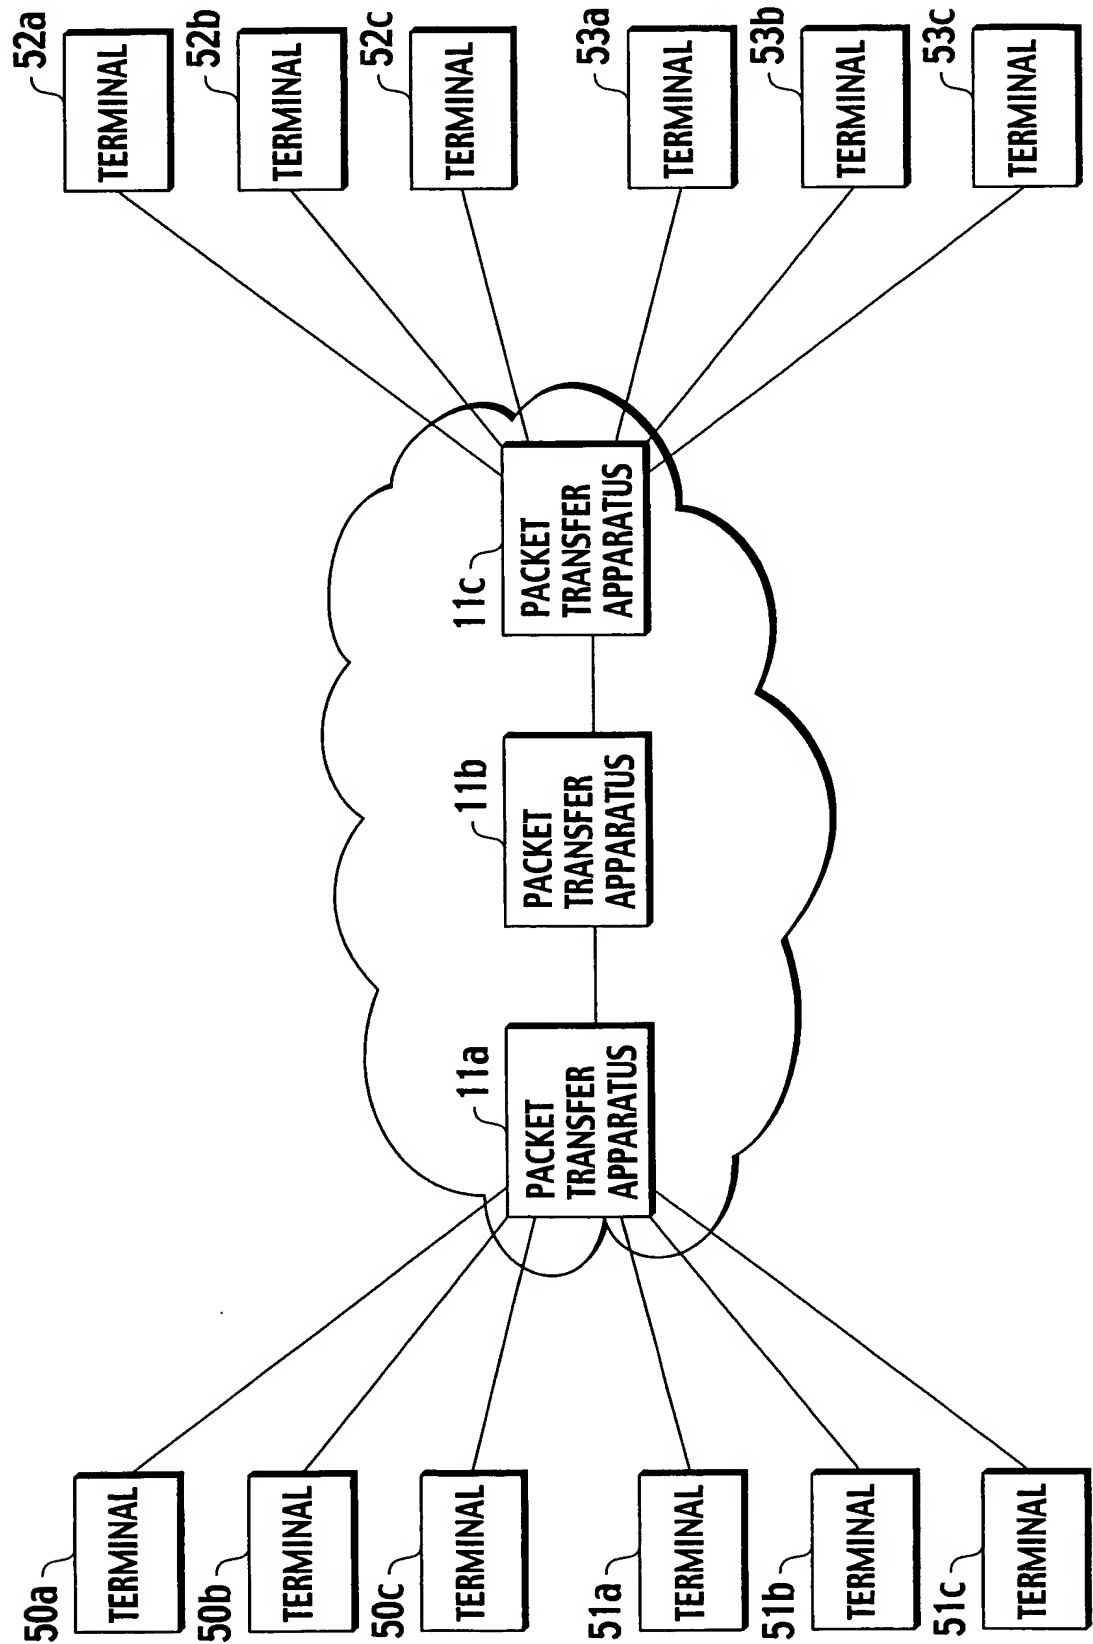 50a
TERMINAL
50b
TERMINAL
50c
TERMINAL
51a
TERMINAL
51b
TERMINAL
51c
TERMINAL
11a
PACKET
TRANSFER
APPARATUS
11b
PACKET
TRANSFER
APPARATUS
11c
PACKET
TRANSFER
APPARATUS
52a
TERMINAL
52b
TERMINAL
52c
TERMINAL
53a
TERMINAL
53b
TERMINAL
53c
TERMINAL